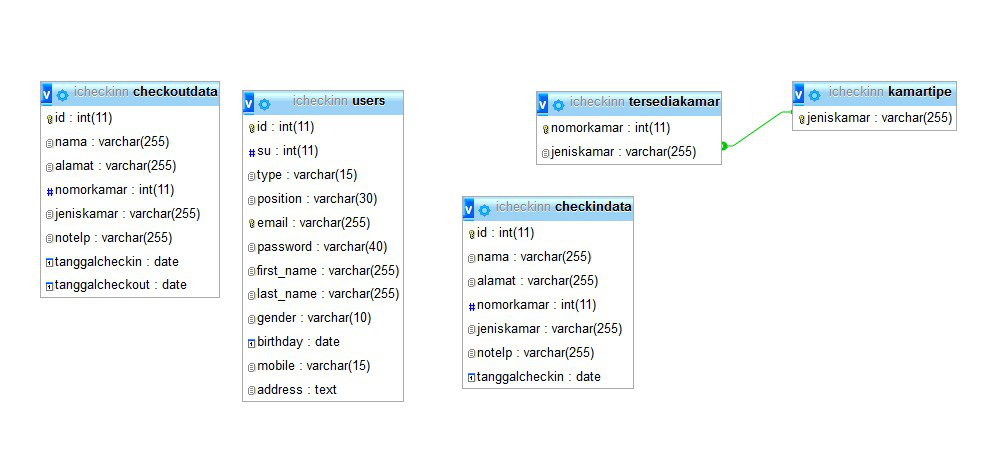 icheckinn checkoutdata
id : int(11)
nama : varchar(255)
alamat : varchar(255)
nomorkamar : int(11)
jeniskamar : varchar(255)
notelp : varchar(255)
tanggalcheckin : date
tanggalcheckout : date
icheckinn users
id : int(11)
su : int(11)
type : varchar(15)
position : varchar(30)
email : varchar(255)
password : varchar(40)
first_name : varchar(255)
last_name : varchar(255)
gender : varchar(10)
birthday : date
mobile : varchar(15)
address : text
icheckinn tersediakamar
nomorkamar : int(11)
jeniskamar : varchar(255)
icheckinn kamartipe
jeniskamar : varchar(255)
icheckinn checkindata
id : int(11)
nama : varchar(255)
alamat : varchar(255)
nomorkamar : int(11)
jeniskamar : varchar(255)
notelp : varchar(255)
tanggalcheckin : date